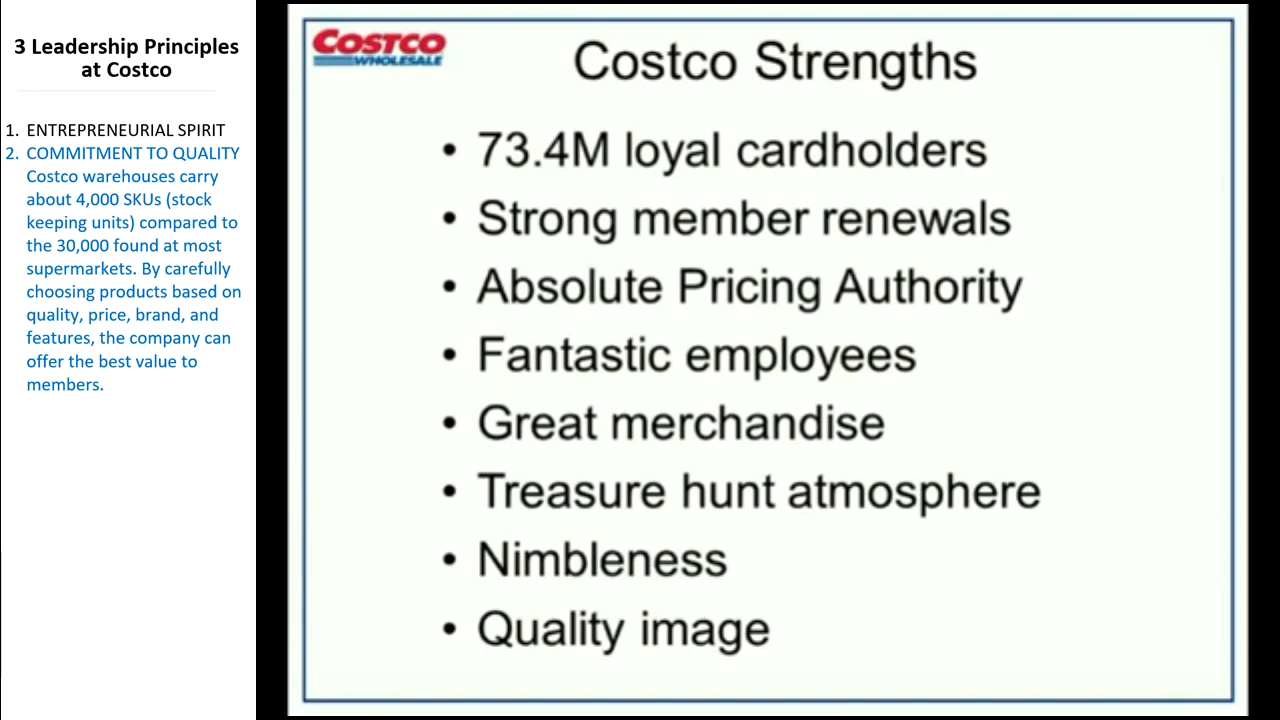 3 Leadership Principles
at Costco
1. ENTREPRENEURIAL SPIRIT
2. COMMITMENT TO QUALITY
Costco warehouses carry
about 4,000 SKUs (stock
keeping units) compared to
the 30,000 found at most
supermarkets. By carefully
choosing products based on
quality, price, brand, and
features, the company can
offer the best value to
members.
COSTCO
WHOLESALE
Costco Strengths
• 73.4M loyal cardholders
• Strong member renewals
• Absolute Pricing Authority
• Fantastic employees
• Great merchandise
• Treasure hunt atmosphere
• Nimbleness
• Quality image